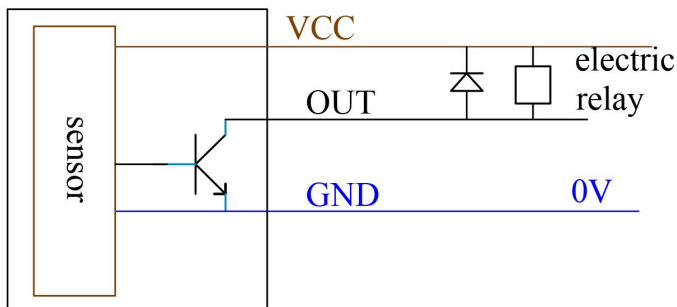 VCC
electric
relay
OUT
sensor
GND
0V